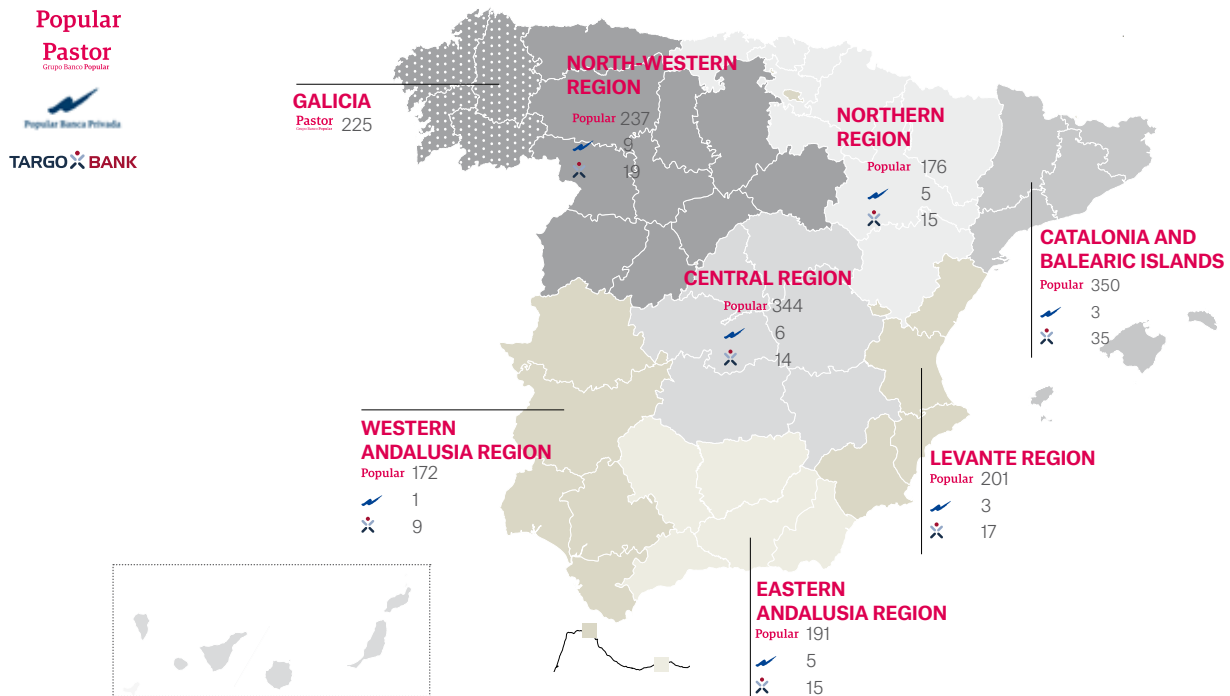 Popular
Pastor
Grupo Banco Popular
Popular Banca Privada
TARGO BANK
GALICIA
Pastor 225
Grupo Banco Popular
NORTH-WESTERN
REGION
Popular 237
9
19
NORTHERN
REGION
Popular 176
5
15
CATALONIA AND
BALEARIC ISLANDS
Popular 350
3
35
CENTRAL REGION
Popular 344
6
14
WESTERN
ANDALUSIA REGION
Popular 172
1
9
LEVANTE REGION
Popular 201
3
17
EASTERN
ANDALUSIA REGION
Popular 191
5
15